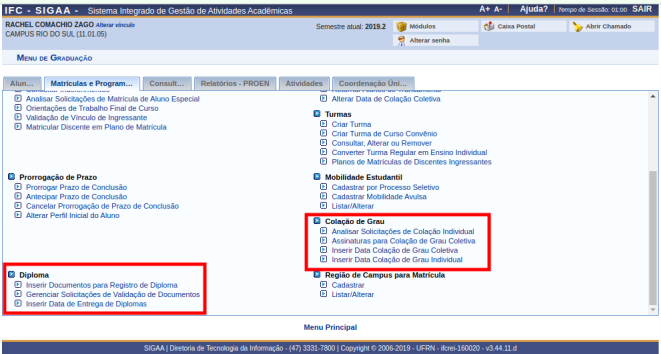 IFC - SIGAA - Sistema Integrado de Gestão de Atividades Acadêmicas
A+ A- | Ajuda? | Tempo de Sessão: 01:00 SAIR
RACHEL COMACHIO ZAGO Alterar vínculo
CAMPUS RIO DO SUL (11.01.05)
Semestre atual: 2019.2
Módulos
Caixa Postal
Abrir Chamado
Alterar senha
MENU DE GRADUAÇÃO
Alun...
Matrículas e Program...
Consult...
Relatórios - PROEN
Atividades
Coordenação Úni...
Analisar Solicitações de Matrícula de Aluno Especial
Orientações de Trabalho Final de Curso
Validação de Vínculo de Ingressante
Matricular Discente em Plano de Matrícula
Prorrogação de Prazo
Prorrogar Prazo de Conclusão
Antecipar Prazo de Conclusão
Cancelar Prorrogação de Prazo de Conclusão
Alterar Perfil Inicial do Aluno
Diploma
Inserir Documentos para Registro de Diploma
Gerenciar Solicitações de Validação de Documentos
Inserir Data de Entrega de Diplomas
Alterar Data de Colação Coletiva
Turmas
Criar Turma
Criar Turma de Curso Convênio
Consultar, Alterar ou Remover
Converter Turma Regular em Ensino Individual
Planos de Matrículas de Discentes Ingressantes
Mobilidade Estudantil
Cadastrar por Processo Seletivo
Cadastrar Mobilidade Avulsa
Listar/Alterar
Colação de Grau
Analisar Solicitações de Colação Individual
Assinaturas para Colação de Grau Coletiva
Inserir Data Colação de Grau Coletiva
Inserir Data Colação de Grau Individual
Região de Campus para Matrícula
Cadastrar
Listar/Alterar
Menu Principal
SIGAA | Diretoria de Tecnologia da Informação - (47) 3331-7800 | Copyright © 2006-2019 - UFRN - ifcrei-160020 - v3.44.11.d